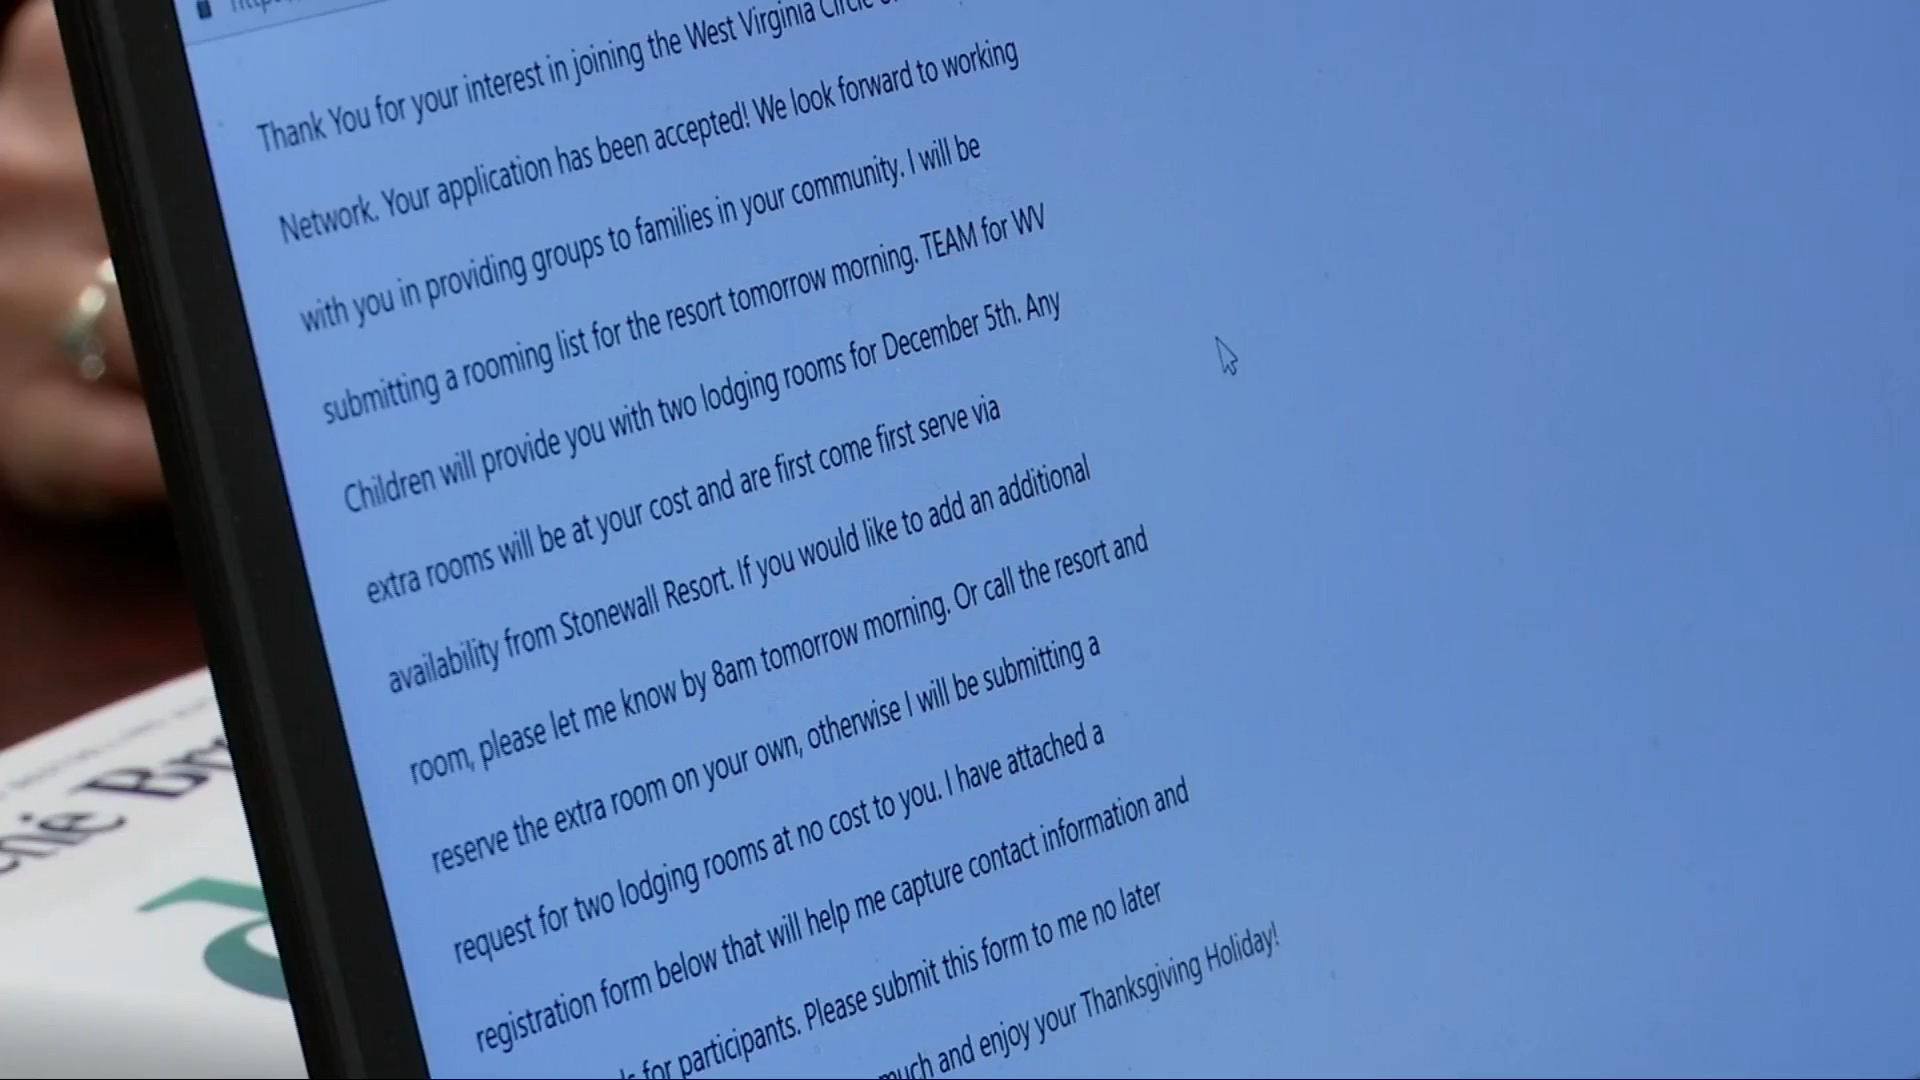 Thank You for your interest in joining the West Virginia Circle
Network. Your application has been accepted! We look forward to working
with you in providing groups to families in your community. I will be
submitting a rooming list for the resort tomorrow morning. TEAM for WV
Children will provide you with two lodging rooms for December 5th. Any
extra rooms will be at your cost and are first come first serve via
availability from Stonewall Resort. If you would like to add an additional
room, please let me know by 8am tomorrow morning. Or call the resort and
reserve the extra room on your own, otherwise I will be submitting a
request for two lodging rooms at no cost to you. I have attached a
registration form below that will help me capture contact information and
for participants. Please submit this form to me no later
much and enjoy your Thanksgiving Holiday!